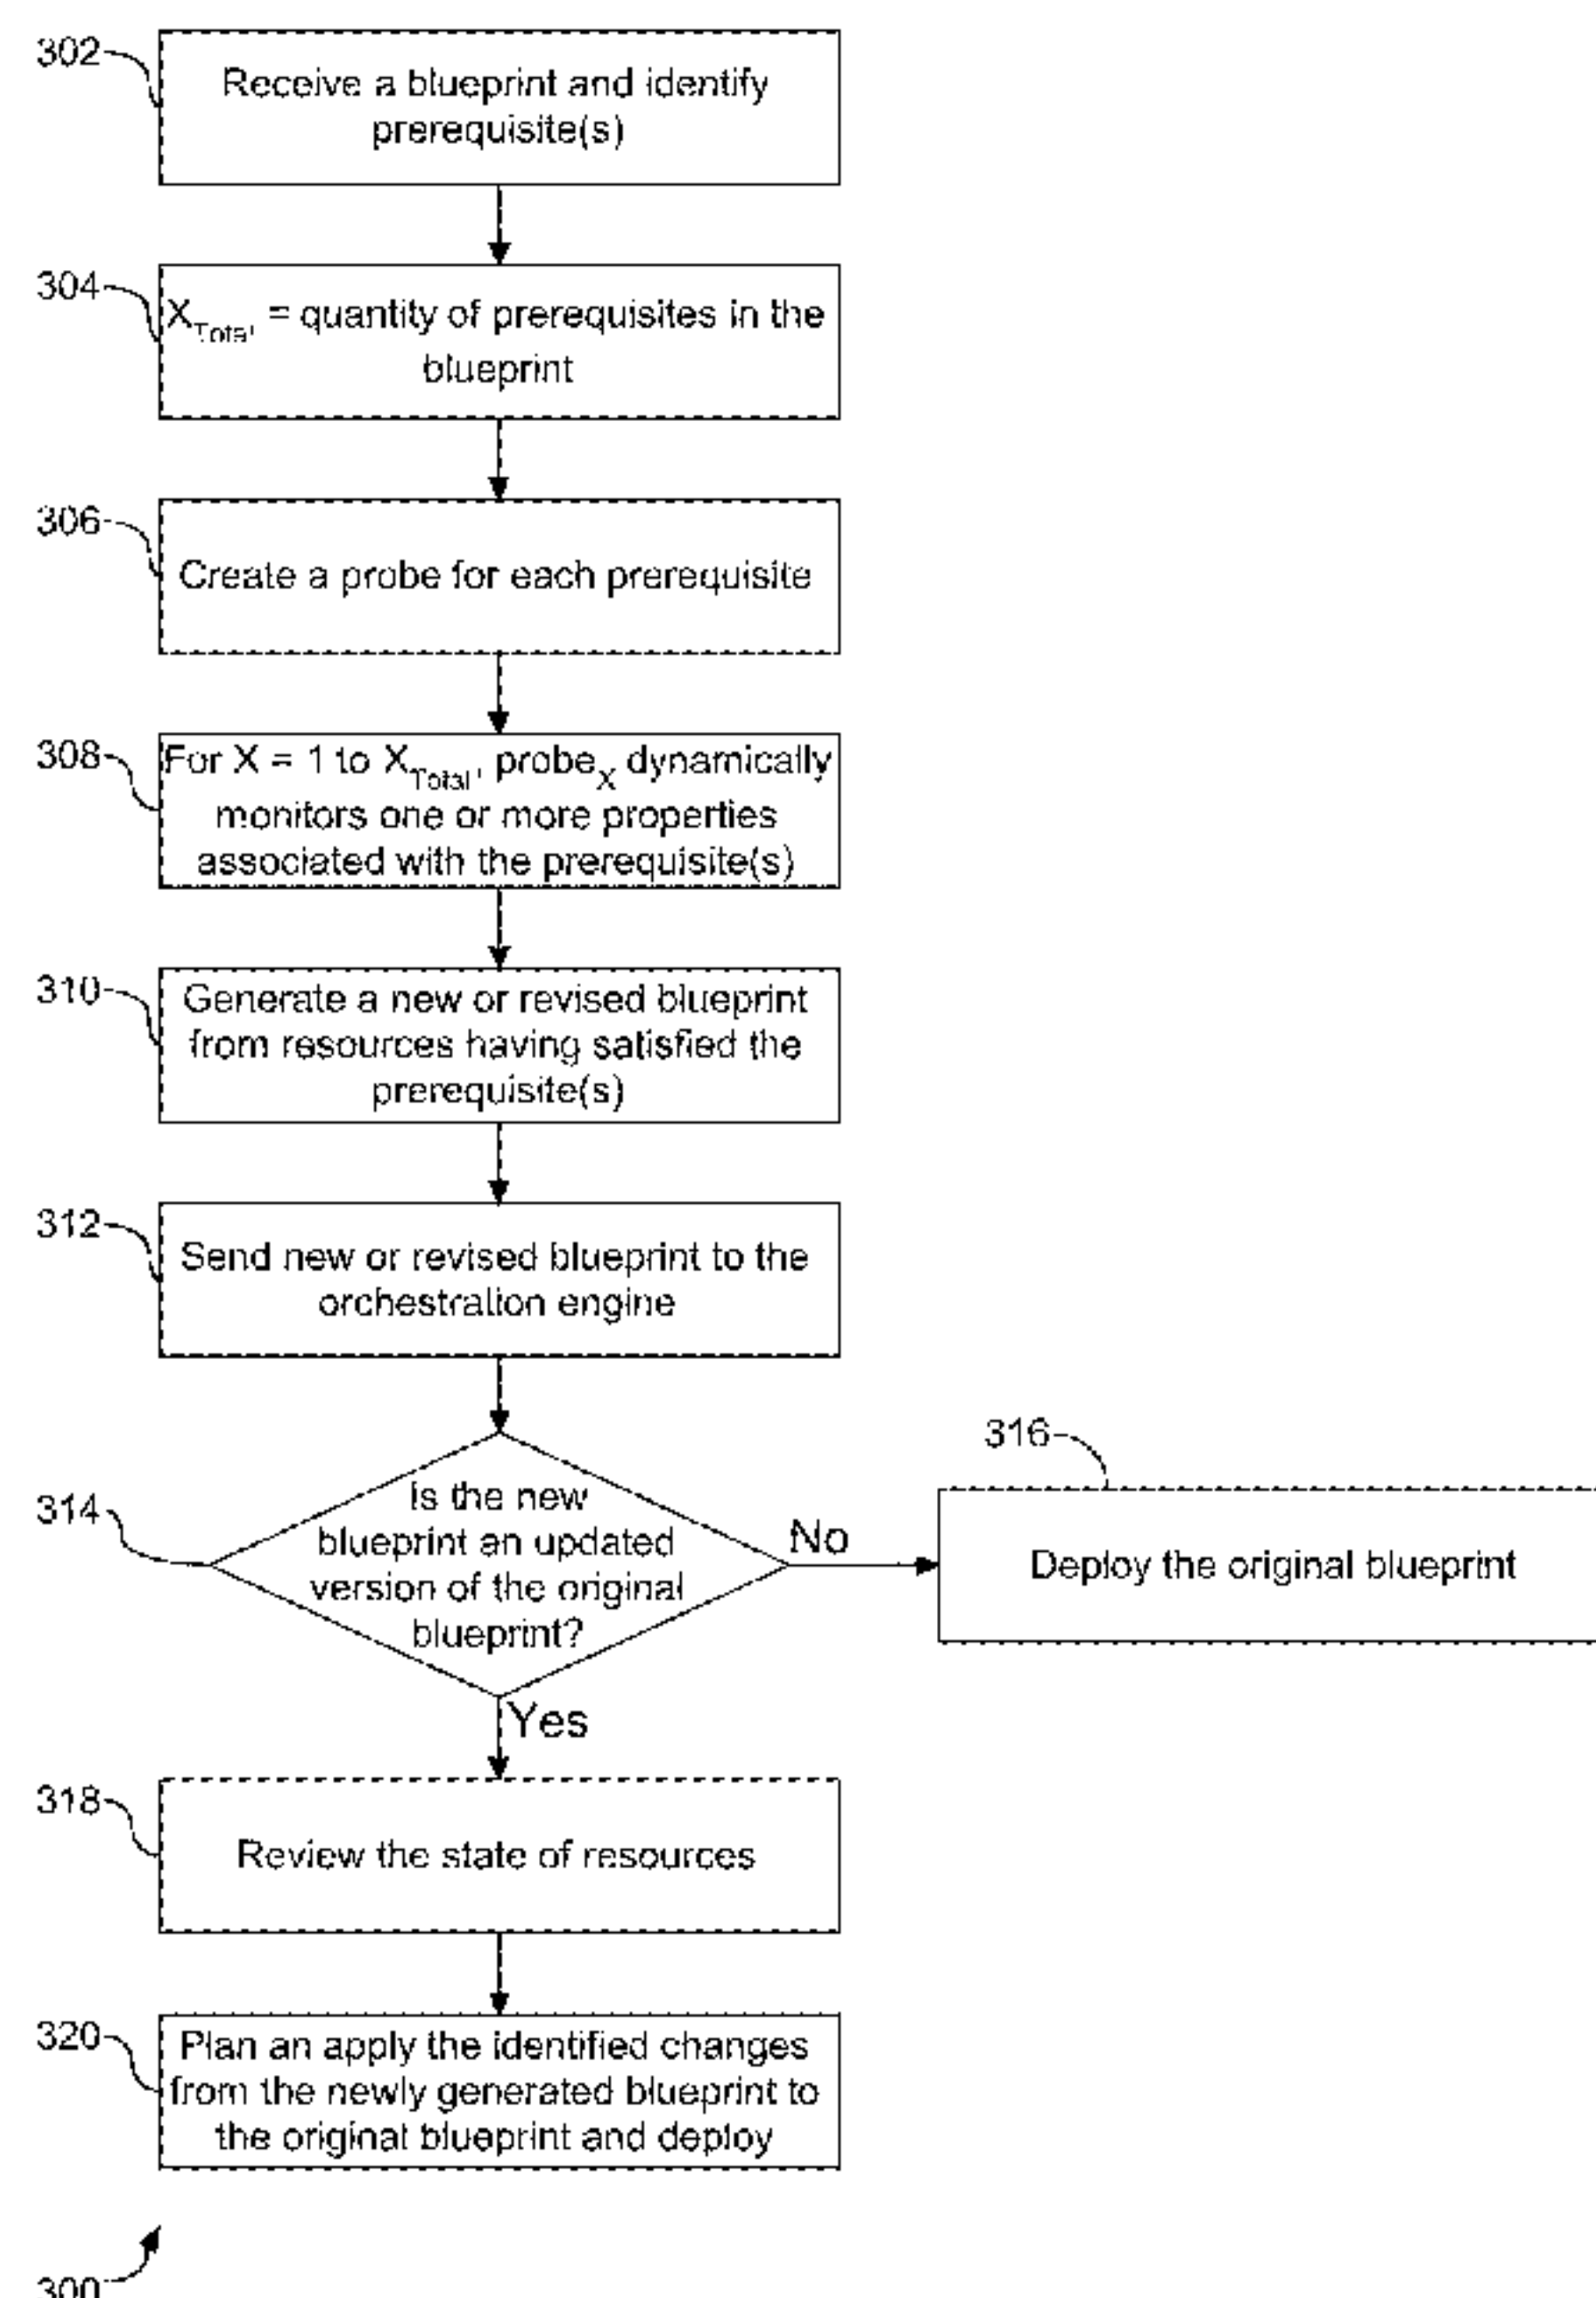 302
Receive a blueprint and identify
prerequisite(s)
304
X_Total = quantity of prerequisites in the
blueprint
306
Create a probe for each prerequisite
308
For X = 1 to X_Total, probe_X dynamically
monitors one or more properties
associated with the prerequisite(s)
310
Generate a new or revised blueprint
from resources having satisfied the
prerequisite(s)
312
Send new or revised blueprint to the
orchestration engine
314
Is the new
blueprint an updated
version of the original
blueprint?
No
316
Deploy the original blueprint
Yes
318
Review the state of resources
320
Plan an apply the identified changes
from the newly generated blueprint to
the original blueprint and deploy
300